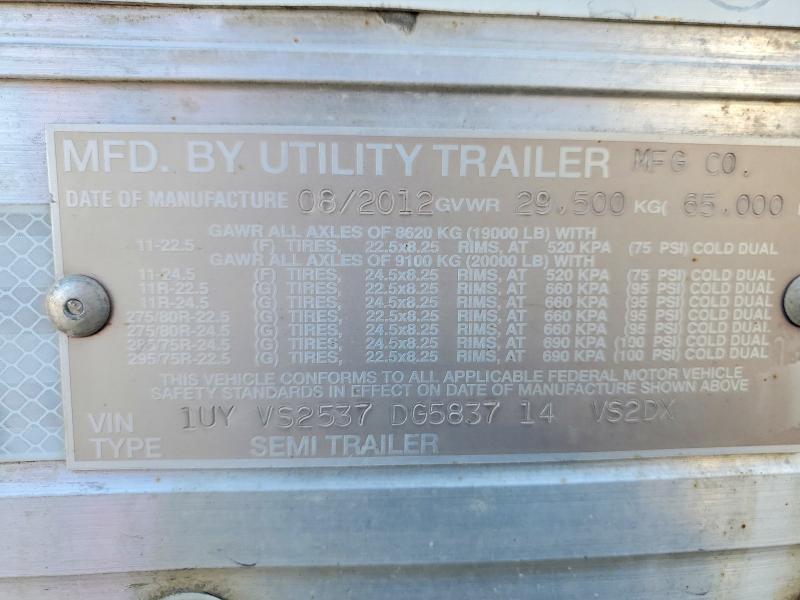 MFD. BY UTILITY TRAILER MFG CO.
DATE OF MANUFACTURE 08/2012 GVWR 29,500 KG( 65,000
GAWR ALL AXLES OF 8620 KG (19000 LB) WITH
11-22.5 (F) TIRES, 22.5x8.25 RIMS, AT 520 KPA (75 PSI) COLD DUAL
GAWR ALL AXLES OF 9100 KG (20000 LB) WITH
11-24.5 (F) TIRES, 24.5x8.25 RIMS, AT 520 KPA (75 PSI) COLD DUAL
11R-22.5 (G) TIRES, 22.5x8.25 RIMS, AT 660 KPA (95 PSI) COLD DUAL
11R-24.5 (G) TIRES, 24.5x8.25 RIMS, AT 660 KPA (95 PSI) COLD DUAL
275/80R-22.5 (G) TIRES, 22.5x8.25 RIMS, AT 660 KPA (95 PSI) COLD DUAL
275/80R-24.5 (G) TIRES, 24.5x8.25 RIMS, AT 660 KPA (95 PSI) COLD DUAL
285/75R-24.5 (G) TIRES, 24.5x8.25 RIMS, AT 690 KPA (100 PSI) COLD DUAL
295/75R-22.5 (G) TIRES, 22.5x8.25 RIMS, AT 690 KPA (100 PSI) COLD DUAL
THIS VEHICLE CONFORMS TO ALL APPLICABLE FEDERAL MOTOR VEHICLE
SAFETY STANDARDS IN EFFECT ON DATE OF MANUFACTURE SHOWN ABOVE
VIN 1UY VS2537 DG5837 14 VS2DX
TYPE SEMI TRAILER